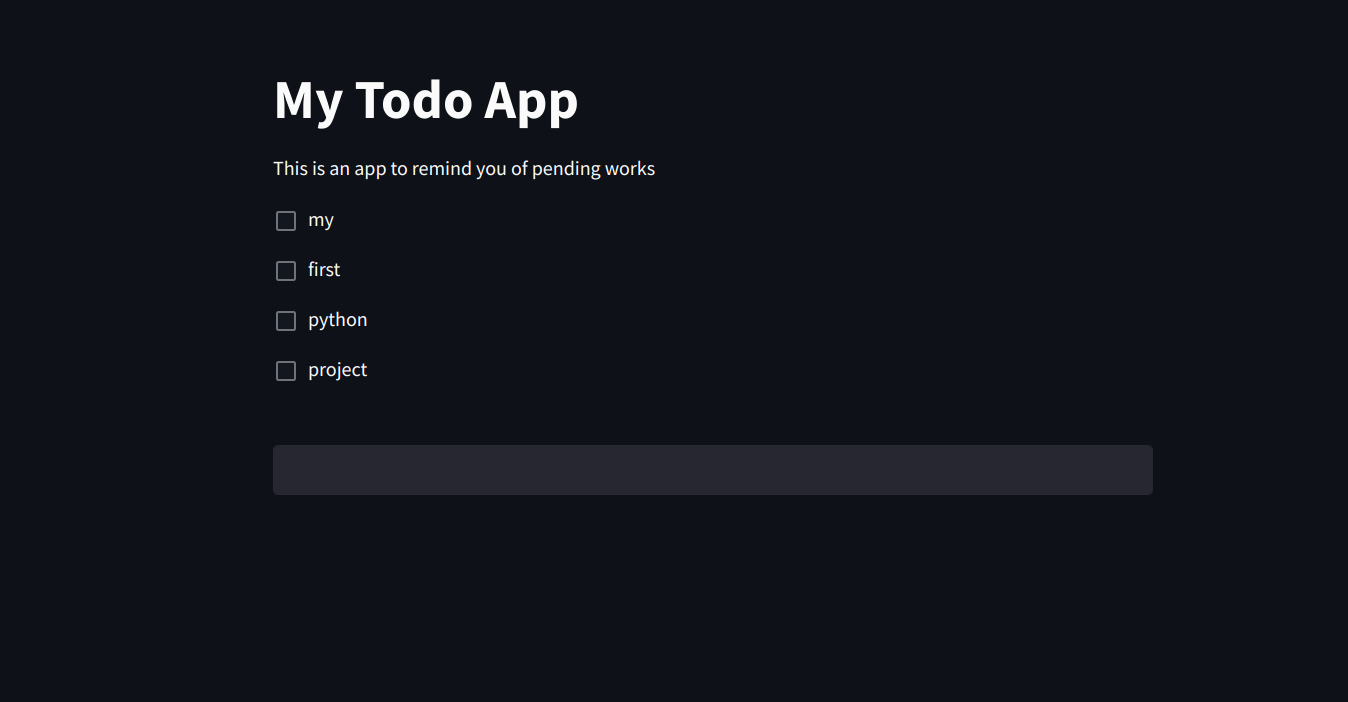 My Todo App
This is an app to remind you of pending works
my
first
python
project